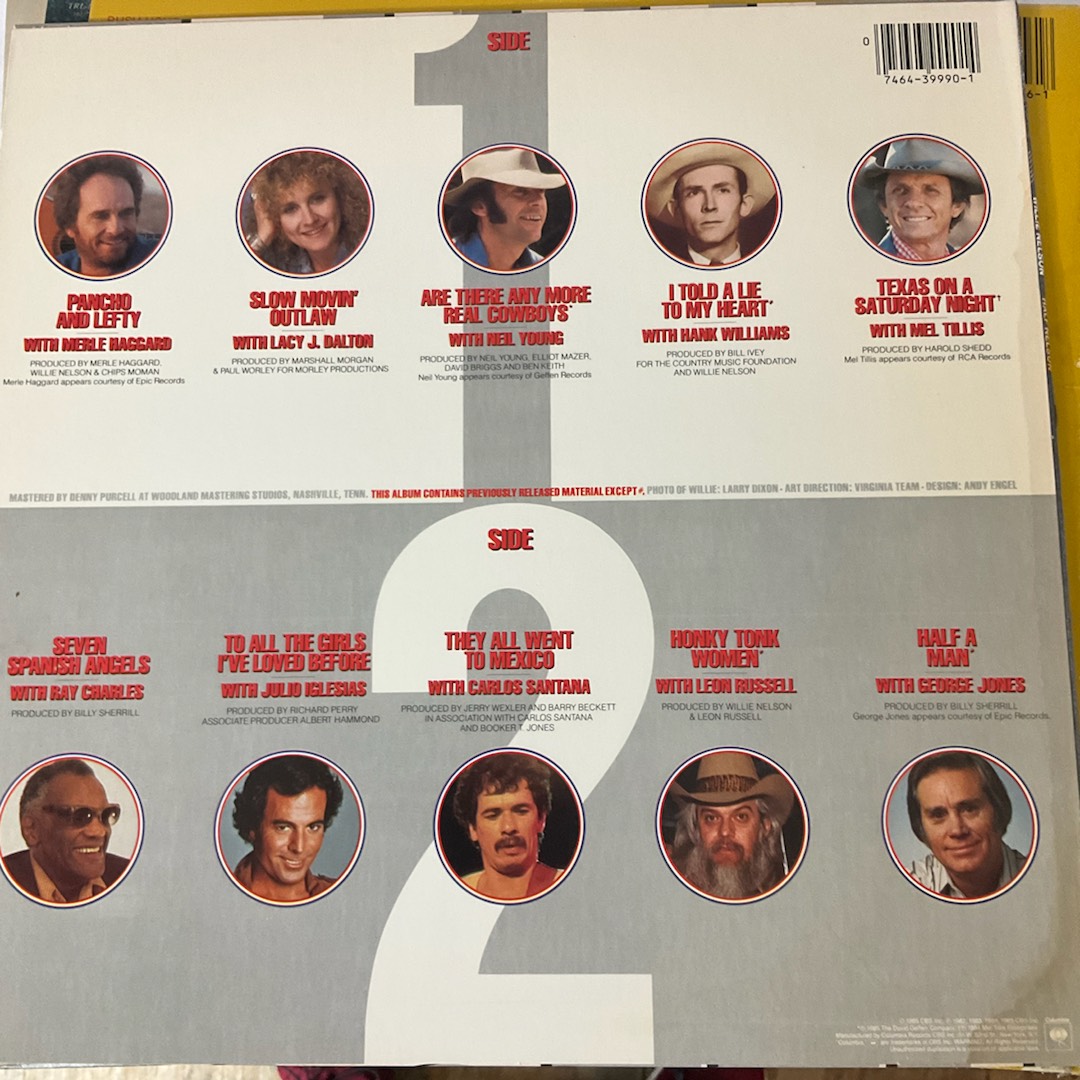 SIDE
0
7464-39990-1
6-1
PANCHO
AND LEFTY
WITH MERLE HAGGARD
PRODUCED BY MERLE HAGGARD,
WILLIE NELSON & CHIPS MOMAN
Merle Haggard appears courtesy of Epic Records
SLOW MOVIN'
OUTLAW
WITH LACY J. DALTON
PRODUCED BY MARSHALL MORGAN
& PAUL WORLEY FOR MORLEY PRODUCTIONS
ARE THERE ANY MORE
REAL COWBOYS*
WITH NEIL YOUNG
PRODUCED BY NEIL YOUNG, ELLIOT MAZER,
DAVID BRIGGS AND BEN KEITH
Neil Young appears courtesy of Geffen Records
I TOLD A LIE
TO MY HEART*
WITH HANK WILLIAMS
PRODUCED BY BILL IVEY
FOR THE COUNTRY MUSIC FOUNDATION
AND WILLIE NELSON
TEXAS ON A
SATURDAY NIGHT†
WITH MEL TILLIS
PRODUCED BY HAROLD SHEDD
Mel Tillis appears courtesy of RCA Records
WILLIE NELSON HALF NELSON
MASTERED BY DENNY PURCELL AT WOODLAND MASTERING STUDIOS, NASHVILLE, TENN. THIS ALBUM CONTAINS PREVIOUSLY RELEASED MATERIAL EXCEPT*. PHOTO OF WILLIE: LARRY DIXON • ART DIRECTION: VIRGINIA TEAM • DESIGN: ANDY ENGEL
1
SIDE
2
SEVEN
SPANISH ANGELS
WITH RAY CHARLES
PRODUCED BY BILLY SHERRILL
TO ALL THE GIRLS
I'VE LOVED BEFORE
WITH JULIO IGLESIAS
PRODUCED BY RICHARD PERRY
ASSOCIATE PRODUCER ALBERT HAMMOND
THEY ALL WENT
TO MEXICO
WITH CARLOS SANTANA
PRODUCED BY JERRY WEXLER AND BARRY BECKETT
IN ASSOCIATION WITH CARLOS SANTANA
AND BOOKER T. JONES
HONKY TONK
WOMEN*
WITH LEON RUSSELL
PRODUCED BY WILLIE NELSON
& LEON RUSSELL
HALF A
MAN*
WITH GEORGE JONES
PRODUCED BY BILLY SHERRILL
George Jones appears courtesy of Epic Records.